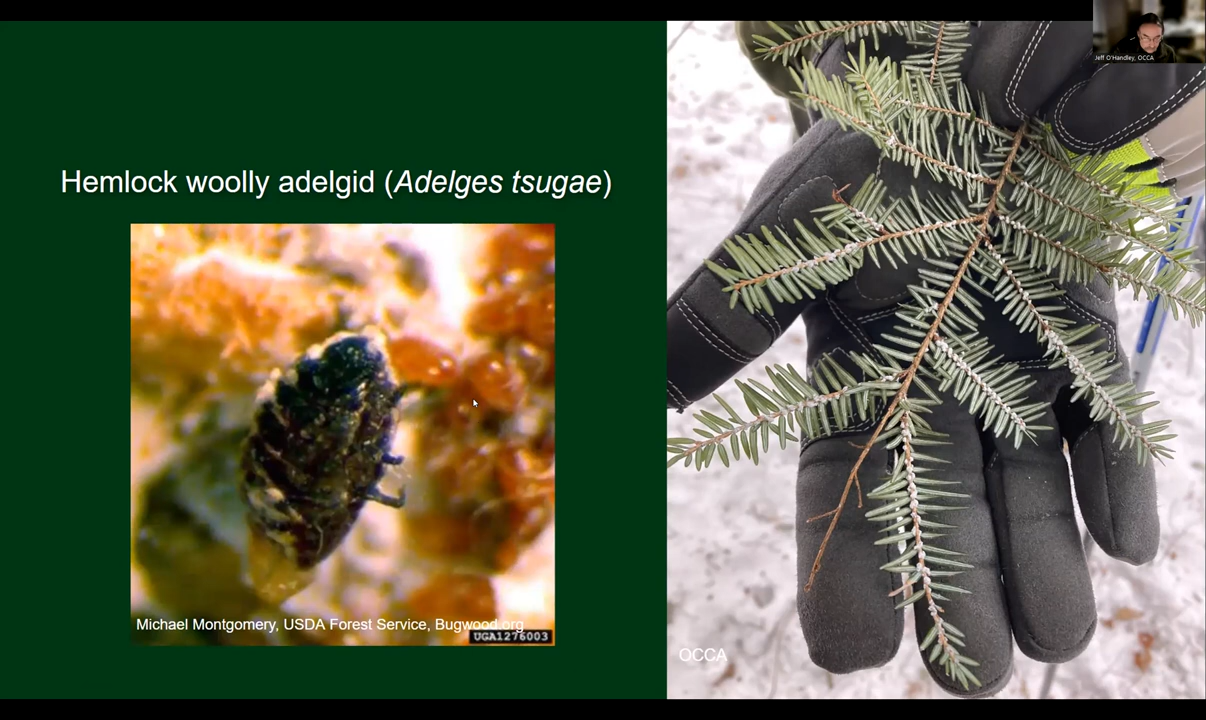 Jeff O'Handley, OCCA
Hemlock woolly adelgid (Adelges tsugae)
Michael Montgomery, USDA Forest Service, Bugwood.org
UGA1276003
OCCA